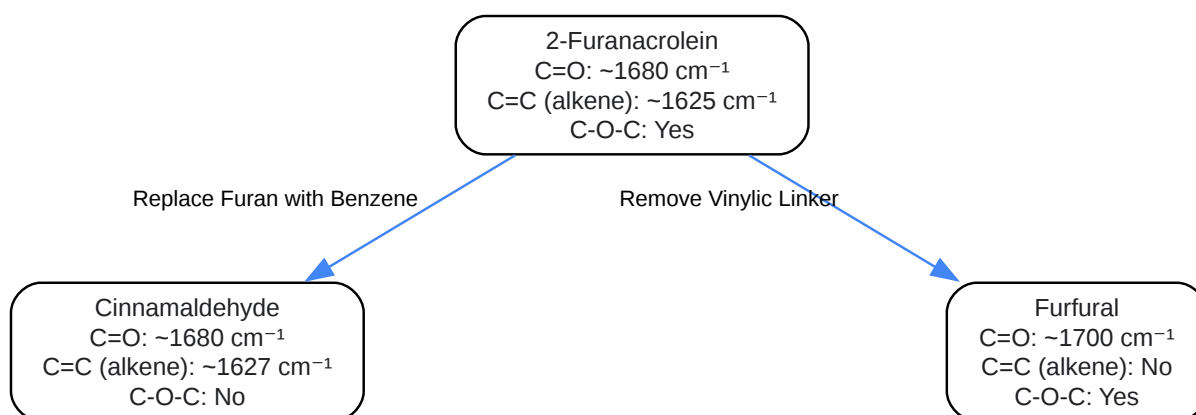 2-Furanacrolein
C=O: ~1680 cm⁻¹
C=C (alkene): ~1625 cm⁻¹
C-O-C: Yes
Replace Furan with Benzene
Remove Vinylic Linker
Cinnamaldehyde
C=O: ~1680 cm⁻¹
C=C (alkene): ~1627 cm⁻¹
C-O-C: No
Furfural
C=O: ~1700 cm⁻¹
C=C (alkene): No
C-O-C: Yes